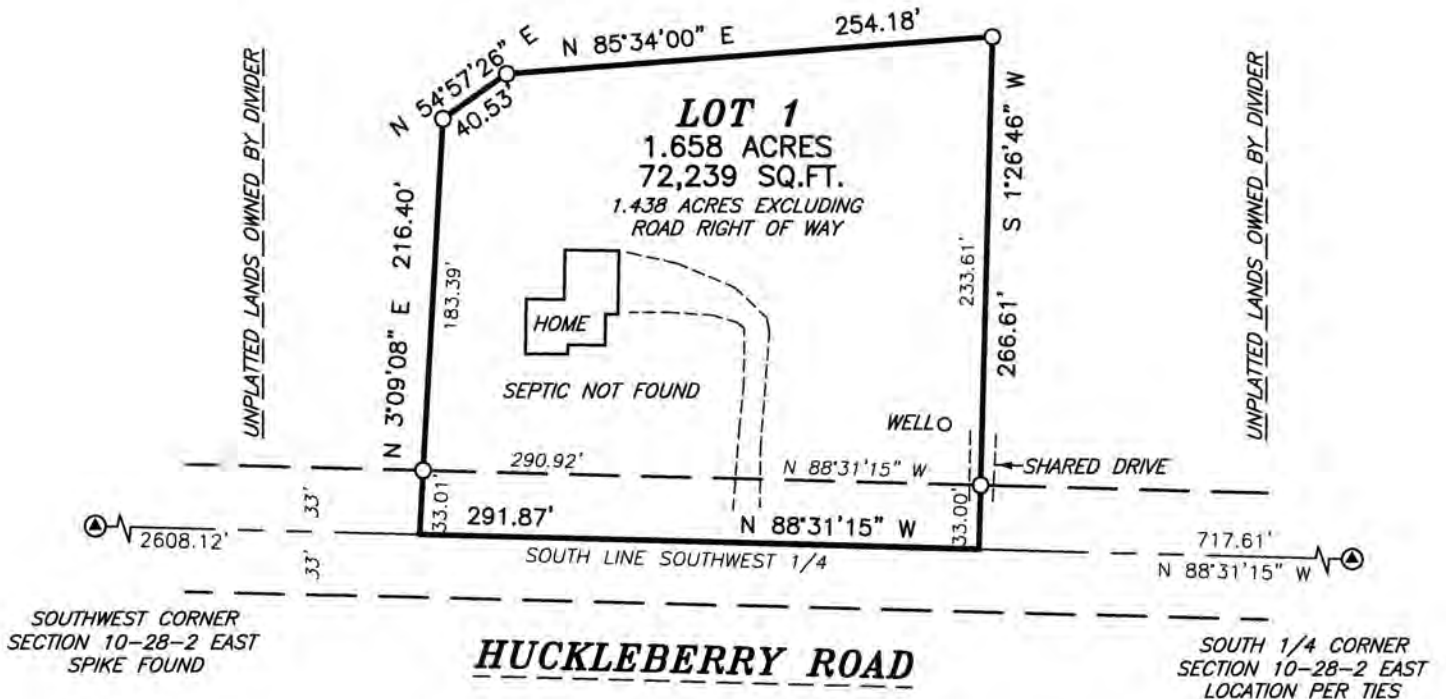 N 54°57'26" E
40.53'
N 85°34'00" E
254.18'
UNPLATTED LANDS OWNED BY DIVIDER
N 3°09'08" E 216.40'
183.39'
LOT 1
1.658 ACRES
72,239 SQ.FT.
1.438 ACRES EXCLUDING
ROAD RIGHT OF WAY
233.61'
S 1°26'46" W
266.61'
UNPLATTED LANDS OWNED BY DIVIDER
HOME
SEPTIC NOT FOUND
WELL
SHARED DRIVE
290.92'
N 88°31'15" W
33'
33.01'
291.87'
N 88°31'15" W
33.00'
2608.12'
33'
SOUTH LINE SOUTHWEST 1/4
717.61'
N 88°31'15" W
SOUTHWEST CORNER
SECTION 10-28-2 EAST
SPIKE FOUND
HUCKLEBERRY ROAD
SOUTH 1/4 CORNER
SECTION 10-28-2 EAST
LOCATION PER TIES